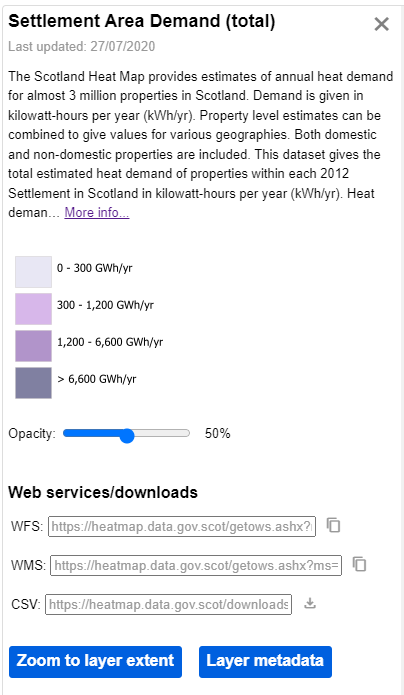 Settlement Area Demand (total)
Last updated: 27/07/2020
The Scotland Heat Map provides estimates of annual heat demand
for almost 3 million properties in Scotland. Demand is given in
kilowatt-hours per year (kWh/yr). Property level estimates can be
combined to give values for various geographies. Both domestic
and non-domestic properties are included. This dataset gives the
total estimated heat demand of properties within each 2012
Settlement in Scotland in kilowatt-hours per year (kWh/yr). Heat
deman… More info...
0 - 300 GWh/yr
300 - 1,200 GWh/yr
1,200 - 6,600 GWh/yr
> 6,600 GWh/yr
Opacity: 50%
Web services/downloads
WFS: https://heatmap.data.gov.scot/getows.ashx?
WMS: https://heatmap.data.gov.scot/getows.ashx?ms=
CSV: https://heatmap.data.gov.scot/downloads
Zoom to layer extent Layer metadata